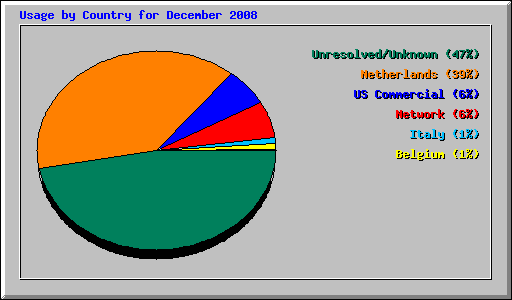 Usage by Country for December 2008
Unresolved/Unknown (47%)
Netherlands (39%)
US Commercial (6%)
Network (6%)
Italy (1%)
Belgium (1%)